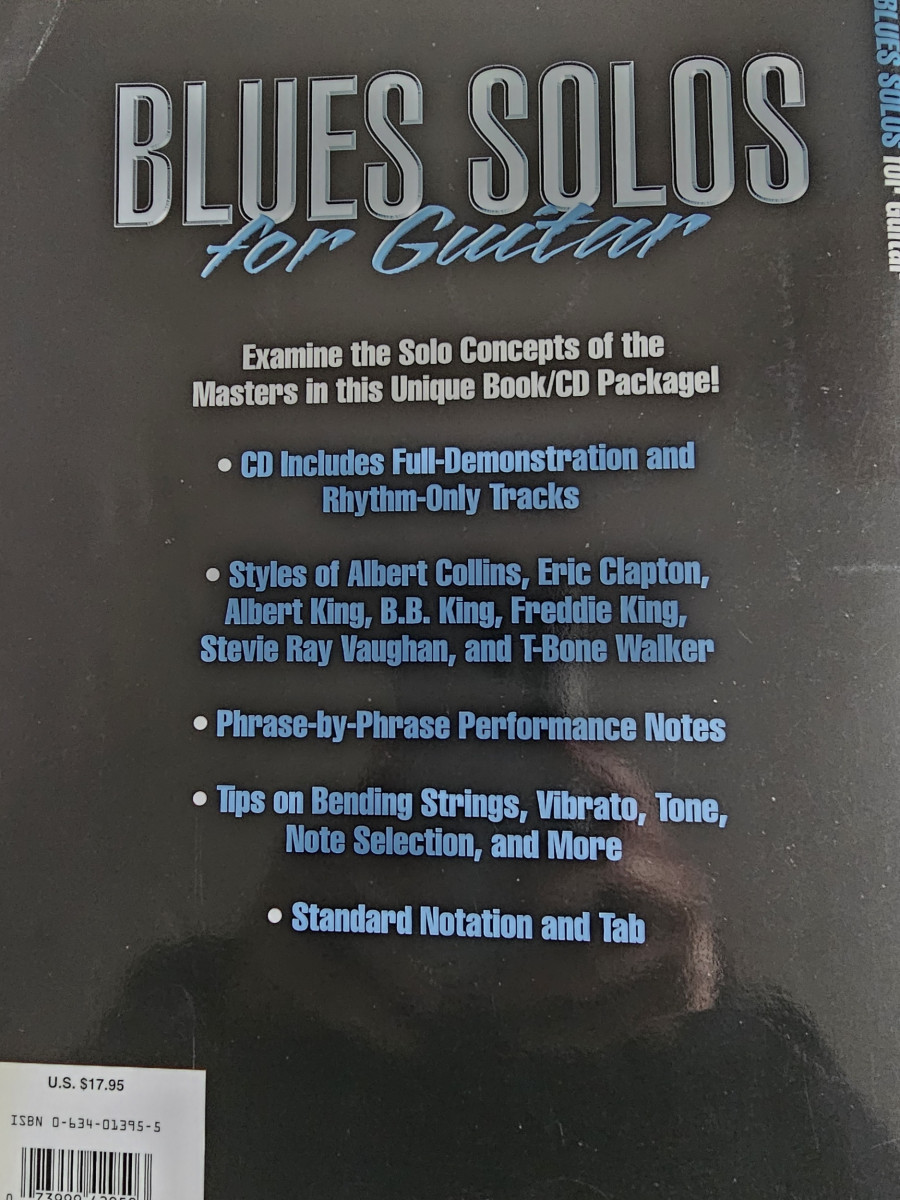 BLUES SOLOS
for Guitar
BLUES SOLOS for Guitar
Examine the Solo Concepts of the
Masters in this Unique Book/CD Package!
• CD Includes Full-Demonstration and
Rhythm-Only Tracks
• Styles of Albert Collins, Eric Clapton,
Albert King, B.B. King, Freddie King,
Stevie Ray Vaughan, and T-Bone Walker
• Phrase-by-Phrase Performance Notes
• Tips on Bending Strings, Vibrato, Tone,
Note Selection, and More
• Standard Notation and Tab
U.S. $17.95
ISBN 0-634-01395-5